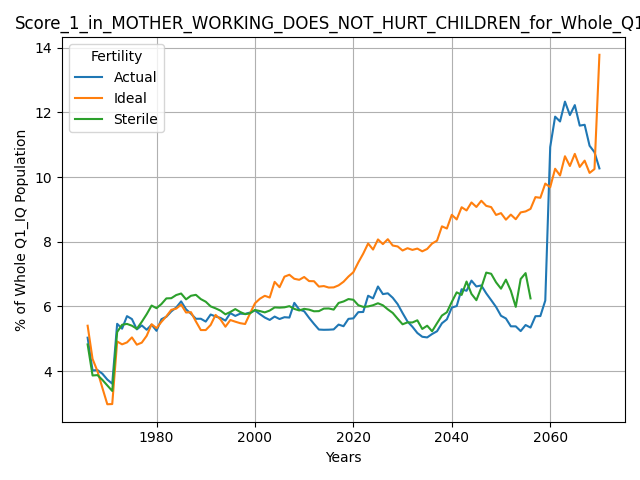 Score_1_in_MOTHER_WORKING_DOES_NOT_HURT_CHILDREN_for_Whole_Q1
Fertility
Actual
Ideal
Sterile
% of Whole Q1_IQ Population
14
12
10
8
6
4
1980 2000 2020 2040 2060
Years